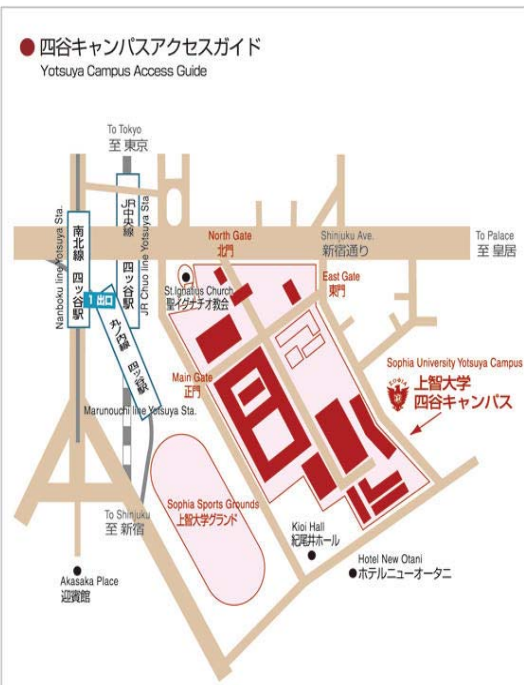 四谷キャンパスアクセスガイド
Yotsuya Campus Access Guide
To Tokyo
至 東京
南北線 四ッ谷駅
Nanboku line Yotsuya Sta.
JR中央線 四ッ谷駅
JR Chuo line Yotsuya Sta.
1 出口
丸ノ内線 四ッ谷駅
Marunouchi line Yotsuya Sta.
North Gate
北門
Shinjuku Ave.
新宿通り
To Palace
至 皇居
St.Ignatius Church
聖イグナチオ教会
East Gate
東門
Main Gate
正門
Sophia University Yotsuya Campus
上智大学
四谷キャンパス
Sophia Sports Grounds
上智大学グランド
To Shinjuku
至 新宿
Kioi Hall
紀尾井ホール
Hotel New Otani
ホテルニューオータニ
Akasaka Place
迎賓館